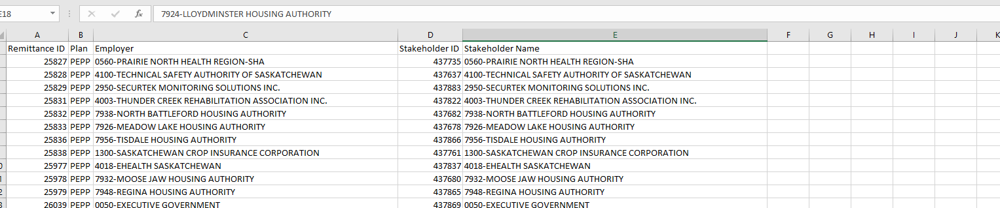 E18 fx 7924-LLOYDMINSTER HOUSING AUTHORITY
A B C D E F G H I J K
Remittance ID Plan Employer Stakeholder ID Stakeholder Name
25827 PEPP 0560-PRAIRIE NORTH HEALTH REGION-SHA 437735 0560-PRAIRIE NORTH HEALTH REGION-SHA
25828 PEPP 4100-TECHNICAL SAFETY AUTHORITY OF SASKATCHEWAN 437637 4100-TECHNICAL SAFETY AUTHORITY OF SASKATCHEWAN
25829 PEPP 2950-SECURTEK MONITORING SOLUTIONS INC. 437883 2950-SECURTEK MONITORING SOLUTIONS INC.
25831 PEPP 4003-THUNDER CREEK REHABILITATION ASSOCIATION INC. 437822 4003-THUNDER CREEK REHABILITATION ASSOCIATION INC.
25832 PEPP 7938-NORTH BATTLEFORD HOUSING AUTHORITY 437682 7938-NORTH BATTLEFORD HOUSING AUTHORITY
25833 PEPP 7926-MEADOW LAKE HOUSING AUTHORITY 437678 7926-MEADOW LAKE HOUSING AUTHORITY
25836 PEPP 7956-TISDALE HOUSING AUTHORITY 437866 7956-TISDALE HOUSING AUTHORITY
25838 PEPP 1300-SASKATCHEWAN CROP INSURANCE CORPORATION 437761 1300-SASKATCHEWAN CROP INSURANCE CORPORATION
0 25977 PEPP 4018-EHEALTH SASKATCHEWAN 437837 4018-EHEALTH SASKATCHEWAN
1 25978 PEPP 7932-MOOSE JAW HOUSING AUTHORITY 437680 7932-MOOSE JAW HOUSING AUTHORITY
2 25979 PEPP 7948-REGINA HOUSING AUTHORITY 437865 7948-REGINA HOUSING AUTHORITY
3 26039 PEPP 0050-EXECUTIVE GOVERNMENT 437869 0050-EXECUTIVE GOVERNMENT